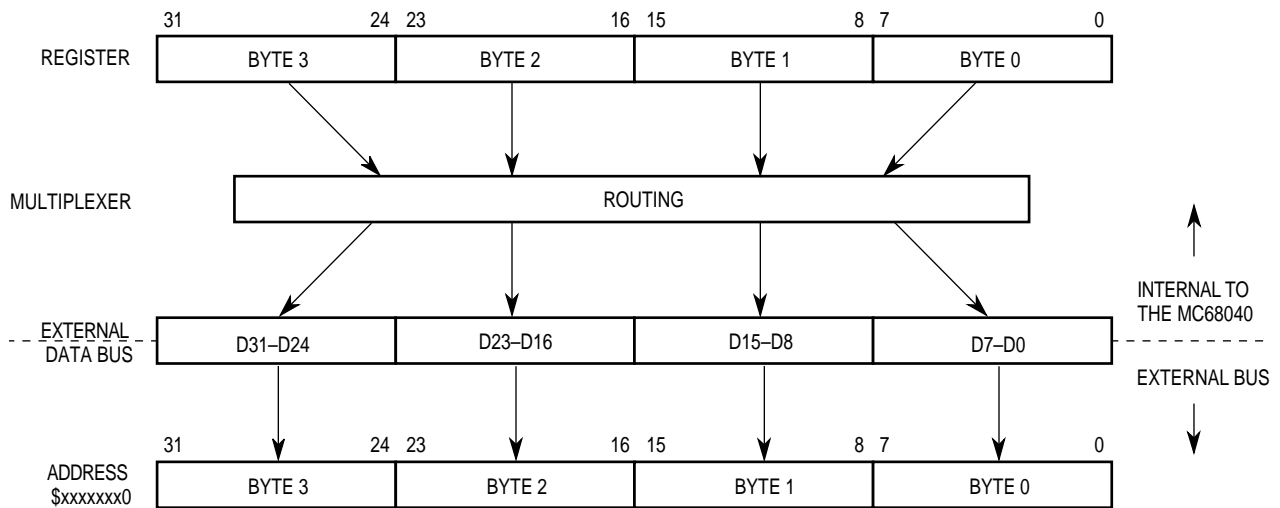 31 24 23 16 15 8 7 0
REGISTER BYTE 3 BYTE 2 BYTE 1 BYTE 0
MULTIPLEXER ROUTING
INTERNAL TO
THE MC68040
EXTERNAL
DATA BUS
D31–D24 D23–D16 D15–D8 D7–D0
EXTERNAL BUS
31 24 23 16 15 8 7 0
ADDRESS
$xxxxxxx0
BYTE 3 BYTE 2 BYTE 1 BYTE 0